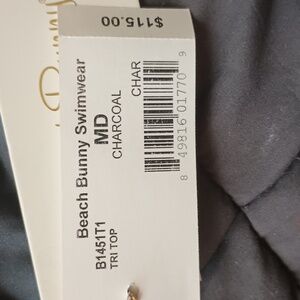 $115.00
Beach Bunny Swimwear
MD
CHARCOAL
CHAR
B1451T1
TRI TOP
8 49816 01770 9